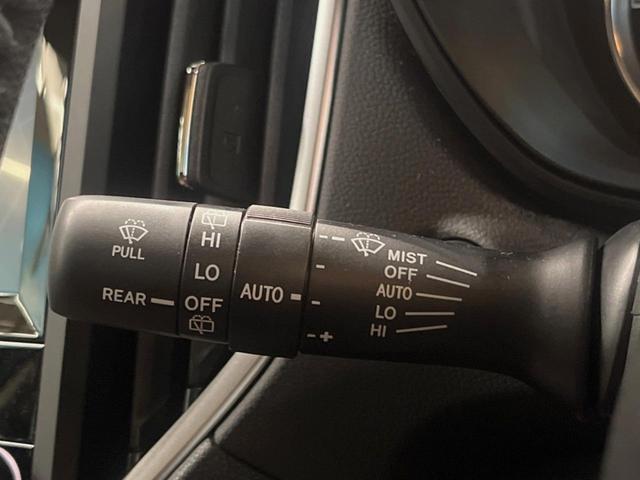 PULL
REAR
HI
LO
OFF
AUTO
- -
-
-
- +
MIST
OFF
AUTO
LO
HI